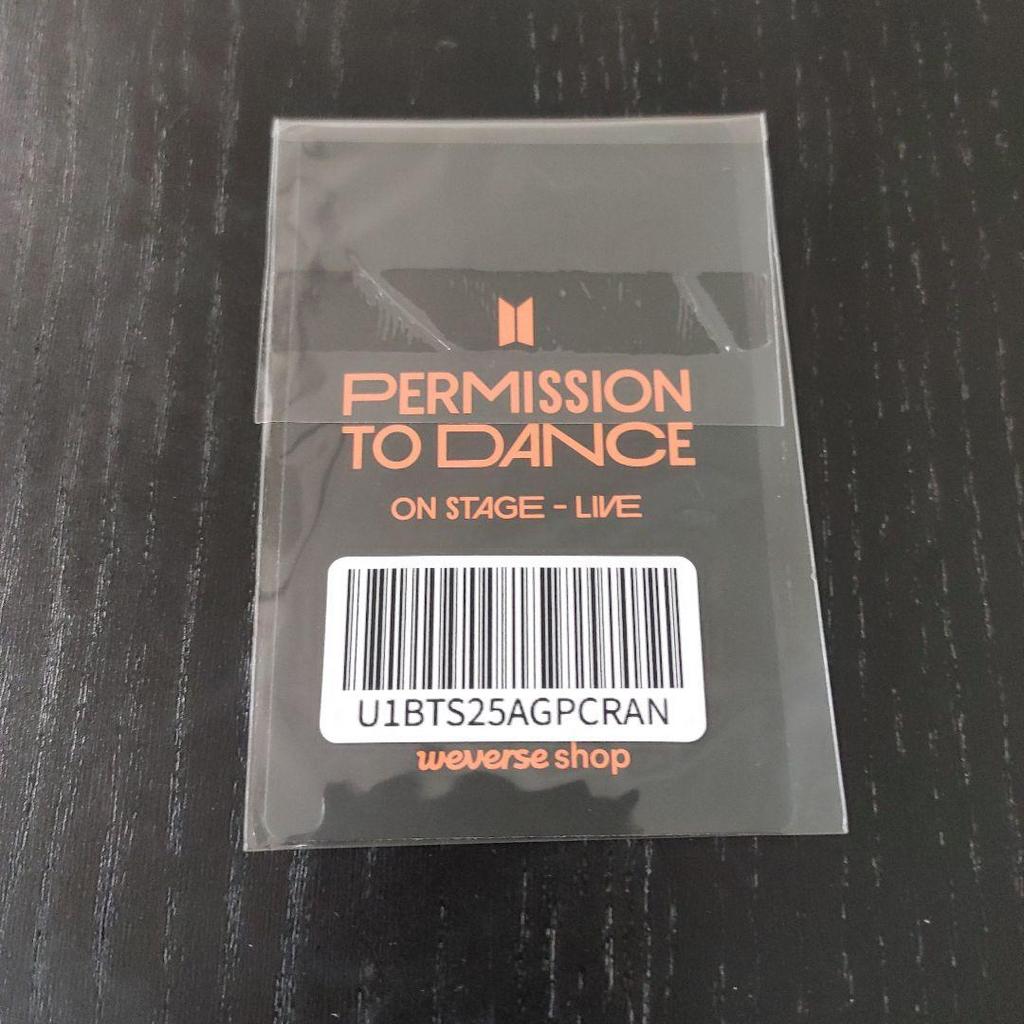 PERMISSION
TO DANCE
ON STAGE - LIVE
U1BTS25AGPCRAN
weverse shop